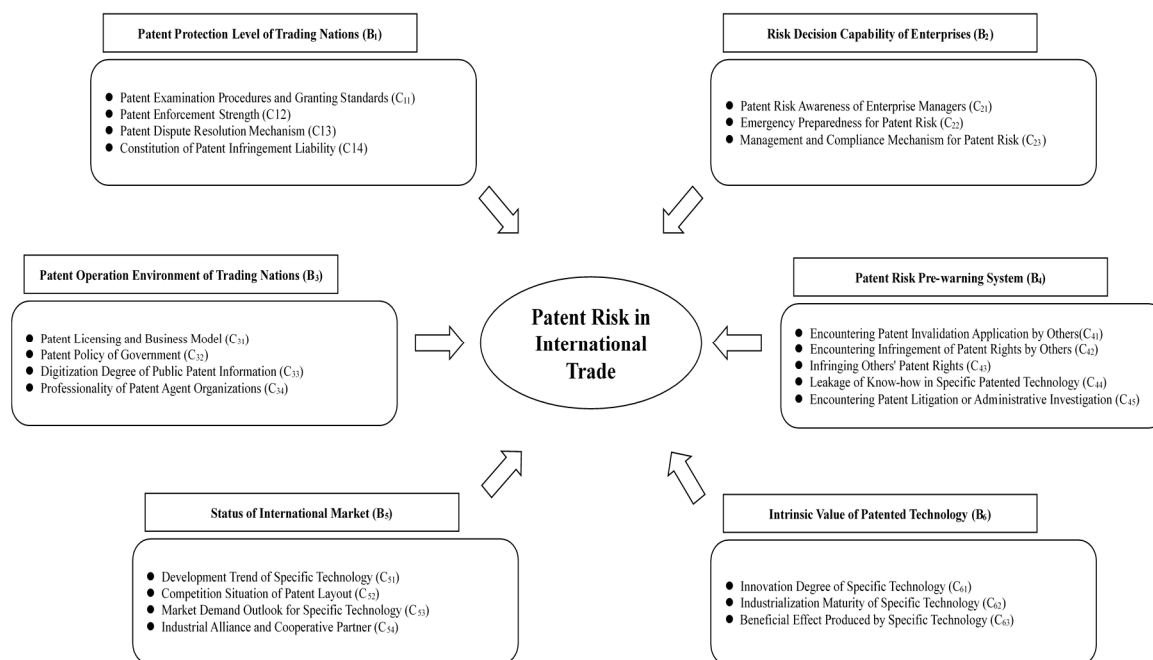 Patent Protection Level of Trading Nations (B₁)
● Patent Examination Procedures and Granting Standards (C₁₁)
● Patent Enforcement Strength (C12)
● Patent Dispute Resolution Mechanism (C13)
● Constitution of Patent Infringement Liability (C14)
Risk Decision Capability of Enterprises (B₂)
● Patent Risk Awareness of Enterprise Managers (C₂₁)
● Emergency Preparedness for Patent Risk (C₂₂)
● Management and Compliance Mechanism for Patent Risk (C₂₃)
Patent Operation Environment of Trading Nations (B₃)
● Patent Licensing and Business Model (C₃₁)
● Patent Policy of Government (C₃₂)
● Digitization Degree of Public Patent Information (C₃₃)
● Professionality of Patent Agent Organizations (C₃₄)
Patent Risk in
International
Trade
Patent Risk Pre-warning System (B₄)
● Encountering Patent Invalidation Application by Others(C₄₁)
● Encountering Infringement of Patent Rights by Others (C₄₂)
● Infringing Others' Patent Rights (C₄₃)
● Leakage of Know-how in Specific Patented Technology (C₄₄)
● Encountering Patent Litigation or Administrative Investigation (C₄₅)
Status of International Market (B₅)
● Development Trend of Specific Technology (C₅₁)
● Competition Situation of Patent Layout (C₅₂)
● Market Demand Outlook for Specific Technology (C₅₃)
● Industrial Alliance and Cooperative Partner (C₅₄)
Intrinsic Value of Patented Technology (B₆)
● Innovation Degree of Specific Technology (C₆₁)
● Industrialization Maturity of Specific Technology (C₆₂)
● Beneficial Effect Produced by Specific Technology (C₆₃)